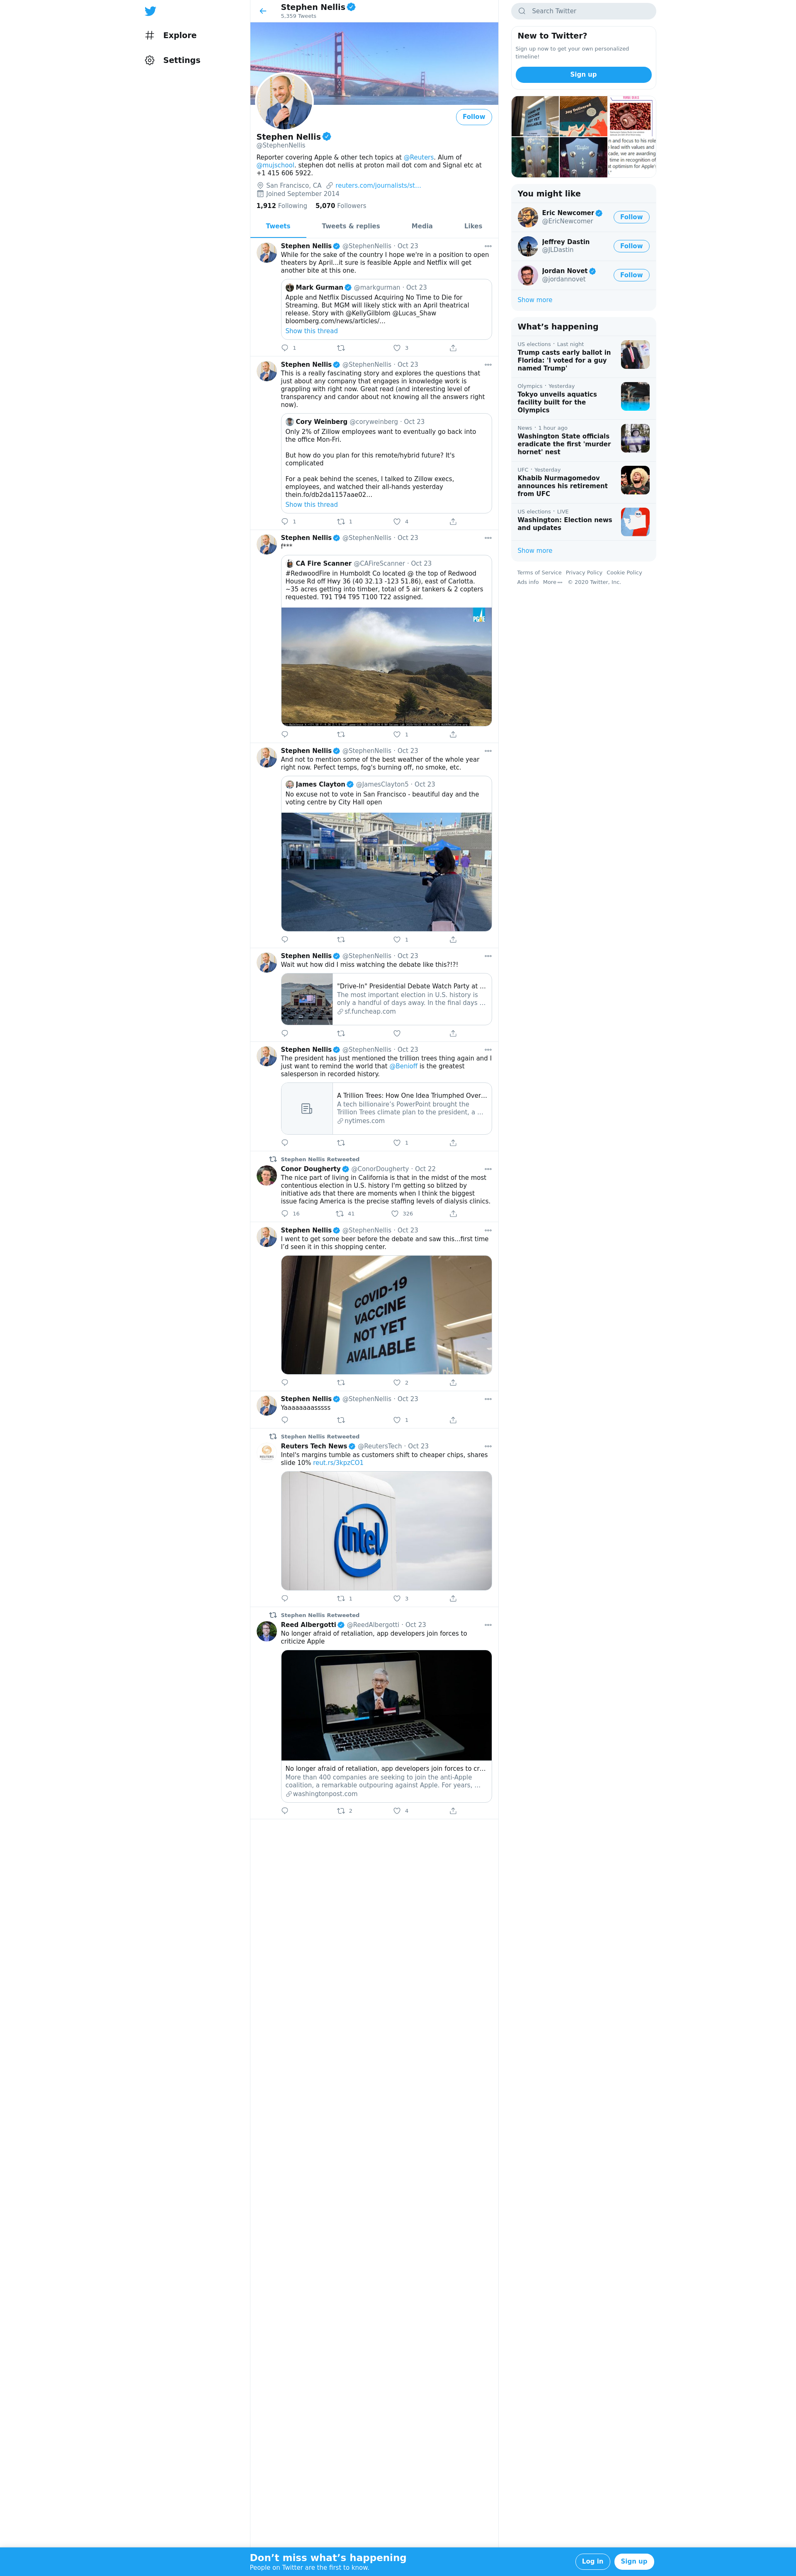 Explore
Settings
Stephen Nellis
5,359 Tweets
Follow
Stephen Nellis
@StephenNellis
Reporter covering Apple & other tech topics at @Reuters. Alum of
@mujschool. stephen dot nellis at proton mail dot com and Signal etc at
+1 415 606 5922.
San Francisco, CA reuters.com/journalists/st…
Joined September 2014
1,912 Following 5,070 Followers
Tweets Tweets & replies Media Likes
Stephen Nellis @StephenNellis · Oct 23
While for the sake of the country I hope we're in a position to open
theaters by April...it sure is feasible Apple and Netflix will get
another bite at this one.
Mark Gurman @markgurman · Oct 23
Apple and Netflix Discussed Acquiring No Time to Die for
Streaming. But MGM will likely stick with an April theatrical
release. Story with @KellyGilblom @Lucas_Shaw
bloomberg.com/news/articles/…
Show this thread
1 3
Stephen Nellis @StephenNellis · Oct 23
This is a really fascinating story and explores the questions that
just about any company that engages in knowledge work is
grappling with right now. Great read (and interesting level of
transparency and candor about not knowing all the answers right
now).
Cory Weinberg @coryweinberg · Oct 23
Only 2% of Zillow employees want to eventually go back into
the office Mon-Fri.
But how do you plan for this remote/hybrid future? It's
complicated
For a peak behind the scenes, I talked to Zillow execs,
employees, and watched their all-hands yesterday
thein.fo/db2da1157aae02…
Show this thread
1 1 4
Stephen Nellis @StephenNellis · Oct 23
f***
CA Fire Scanner @CAFireScanner · Oct 23
#RedwoodFire in Humboldt Co located @ the top of Redwood
House Rd off Hwy 36 (40 32.13 -123 51.86), east of Carlotta.
~35 acres getting into timber, total of 5 air tankers & 2 copters
requested. T91 T94 T95 T100 T22 assigned.
1
Stephen Nellis @StephenNellis · Oct 23
And not to mention some of the best weather of the whole year
right now. Perfect temps, fog's burning off, no smoke, etc.
James Clayton @JamesClayton5 · Oct 23
No excuse not to vote in San Francisco - beautiful day and the
voting centre by City Hall open
1
Stephen Nellis @StephenNellis · Oct 23
Wait wut how did I miss watching the debate like this?!?!
"Drive-In" Presidential Debate Watch Party at …
The most important election in U.S. history is
only a handful of days away. In the final days …
sf.funcheap.com
Stephen Nellis @StephenNellis · Oct 23
The president has just mentioned the trillion trees thing again and I
just want to remind the world that @Benioff is the greatest
salesperson in recorded history.
A Trillion Trees: How One Idea Triumphed Over…
A tech billionaire's PowerPoint brought the
Trillion Trees climate plan to the president, a …
nytimes.com
1
Stephen Nellis Retweeted
Conor Dougherty @ConorDougherty · Oct 22
The nice part of living in California is that in the midst of the most
contentious election in U.S. history I'm getting so blitzed by
initiative ads that there are moments when I think the biggest
issue facing America is the precise staffing levels of dialysis clinics.
16 41 326
Stephen Nellis @StephenNellis · Oct 23
I went to get some beer before the debate and saw this...first time
I'd seen it in this shopping center.
COVID-19
VACCINE
NOT YET
AVAILABLE
2
Stephen Nellis @StephenNellis · Oct 23
Yaaaaaaaasssss
1
Stephen Nellis Retweeted
Reuters Tech News @ReutersTech · Oct 23
Intel's margins tumble as customers shift to cheaper chips, shares
slide 10% reut.rs/3kpzCO1
intel
1 3
Stephen Nellis Retweeted
Reed Albergotti @ReedAlbergotti · Oct 23
No longer afraid of retaliation, app developers join forces to
criticize Apple
No longer afraid of retaliation, app developers join forces to cr…
More than 400 companies are seeking to join the anti-Apple
coalition, a remarkable outpouring against Apple. For years, …
washingtonpost.com
2 4
Search Twitter
New to Twitter?
Sign up now to get your own personalized
timeline!
Sign up
You might like
Eric Newcomer
@EricNewcomer
Follow
Jeffrey Dastin
@JLDastin
Follow
Jordan Novet
@jordannovet
Follow
Show more
What's happening
US elections · Last night
Trump casts early ballot in
Florida: 'I voted for a guy
named Trump'
Olympics · Yesterday
Tokyo unveils aquatics
facility built for the
Olympics
News · 1 hour ago
Washington State officials
eradicate the first 'murder
hornet' nest
UFC · Yesterday
Khabib Nurmagomedov
announces his retirement
from UFC
US elections · LIVE
Washington: Election news
and updates
Show more
Terms of Service Privacy Policy Cookie Policy
Ads info More © 2020 Twitter, Inc.
Don't miss what's happening
People on Twitter are the first to know.
Log in Sign up